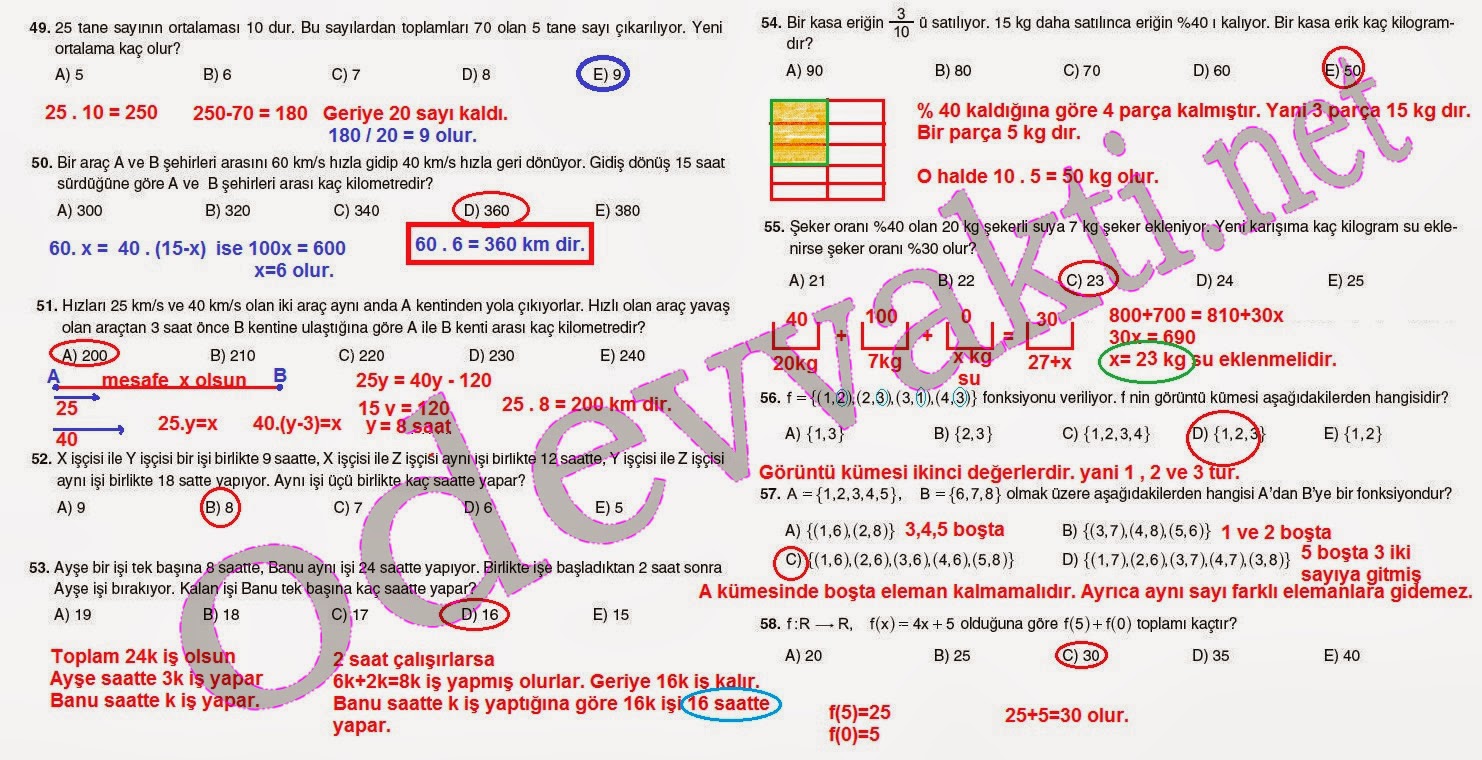 49. 25 tane sayının ortalaması 10 dur. Bu sayılardan toplamları 70 olan 5 tane sayı çıkarılıyor. Yeni
ortalama kaç olur?
A) 5 B) 6 C) 7 D) 8 E) 9
25 . 10 = 250 250-70 = 180 Geriye 20 sayı kaldı.
180 / 20 = 9 olur.
50. Bir araç A ve B şehirleri arasını 60 km/s hızla gidip 40 km/s hızla geri dönüyor. Gidiş dönüş 15 saat
sürdüğüne göre A ve B şehirleri arası kaç kilometredir?
A) 300 B) 320 C) 340 D) 360 E) 380
60. x = 40 . (15-x) ise 100x = 600
x=6 olur.
60 . 6 = 360 km dir.
51. Hızları 25 km/s ve 40 km/s olan iki araç aynı anda A kentinden yola çıkıyorlar. Hızlı olan araç yavaş
olan araçtan 3 saat önce B kentine ulaştığına göre A ile B kenti arası kaç kilometredir?
A) 200 B) 210 C) 220 D) 230 E) 240
A mesafe x olsun B
25
40
25.y=x 40.(y-3)=x
25y = 40y - 120
15 y = 120
y = 8 saat
25 . 8 = 200 km dir.
52. X işçisi ile Y işçisi bir işi birlikte 9 saatte, X işçisi ile Z işçisi aynı işi birlikte 12 saatte, Y işçisi ile Z işçisi
aynı işi birlikte 18 satte yapıyor. Aynı işi üçü birlikte kaç saatte yapar?
A) 9 B) 8 C) 7 D) 6 E) 5
53. Ayşe bir işi tek başına 8 saatte, Banu aynı işi 24 saatte yapıyor. Birlikte işe başladıktan 2 saat sonra
Ayşe işi bırakıyor. Kalan işi Banu tek başına kaç saatte yapar?
A) 19 B) 18 C) 17 D) 16 E) 15
Toplam 24k iş olsun
Ayşe saatte 3k iş yapar
Banu saatte k iş yapar.
2 saat çalışırlarsa
6k+2k=8k iş yapmış olurlar. Geriye 16k iş kalır.
Banu saatte k iş yaptığına göre 16k işi 16 saatte
yapar.
54. Bir kasa eriğin 3/10 ü satılıyor. 15 kg daha satılınca eriğin %40 ı kalıyor. Bir kasa erik kaç kilogram-
dır?
A) 90 B) 80 C) 70 D) 60 E) 50
% 40 kaldığına göre 4 parça kalmıştır. Yani 3 parça 15 kg dır.
Bir parça 5 kg dır.
O halde 10 . 5 = 50 kg olur.
55. Şeker oranı %40 olan 20 kg şekerli suya 7 kg şeker ekleniyor. Yeni karışıma kaç kilogram su ekle-
nirse şeker oranı %30 olur?
A) 21 B) 22 C) 23 D) 24 E) 25
40 100 0 30
+ + =
20kg 7kg x kg 27+x
su
800+700 = 810+30x
30x = 690
x= 23 kg su eklenmelidir.
56. f = {(1,2),(2,3),(3,1),(4,3)} fonksiyonu veriliyor. f nin görüntü kümesi aşağıdakilerden hangisidir?
A) {1,3} B) {2,3} C) {1,2,3,4} D) {1,2,3} E) {1,2}
Görüntü kümesi ikinci değerlerdir. yani 1 , 2 ve 3 tür.
57. A = {1,2,3,4,5}, B = {6,7,8} olmak üzere aşağıdakilerden hangisi A'dan B'ye bir fonksiyondur?
A) {(1,6),(2,8)} 3,4,5 boşta B) {(3,7),(4,8),(5,6)} 1 ve 2 boşta
C) {(1,6),(2,6),(3,6),(4,6),(5,8)} D) {(1,7),(2,6),(3,7),(4,7),(3,8)} 5 boşta 3 iki
sayıya gitmiş
A kümesinde boşta eleman kalmamalıdır. Ayrıca aynı sayı farklı elemanlara gidemez.
58. f:R → R, f(x) = 4x + 5 olduğuna göre f(5) + f(0) toplamı kaçtır?
A) 20 B) 25 C) 30 D) 35 E) 40
f(5)=25
f(0)=5
25+5=30 olur.
odevvakti.net